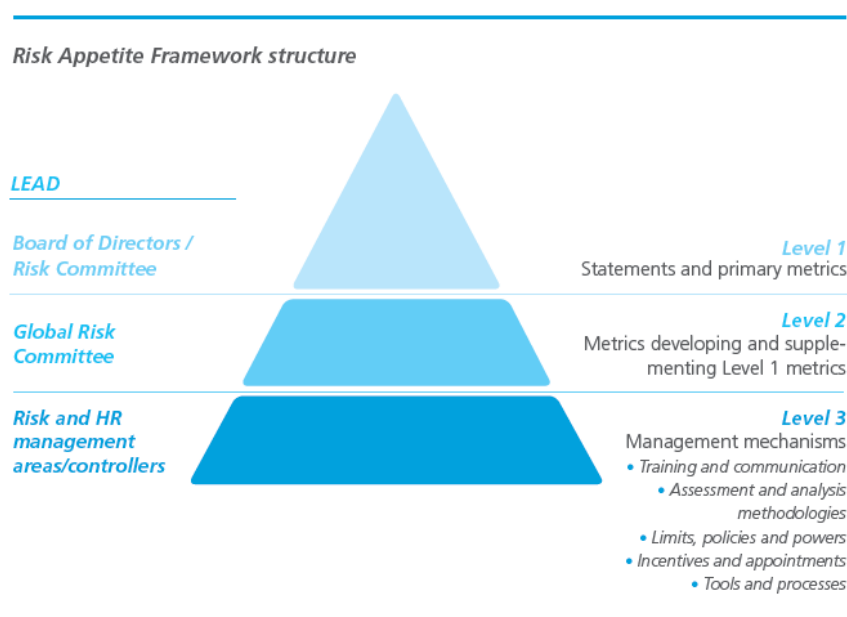 Risk Appetite Framework structure
LEAD
Board of Directors /
Risk Committee
Level 1
Statements and primary metrics
Global Risk
Committee
Level 2
Metrics developing and supple-
menting Level 1 metrics
Risk and HR
management
areas/controllers
Level 3
Management mechanisms
• Training and communication
• Assessment and analysis
methodologies
• Limits, policies and powers
• Incentives and appointments
• Tools and processes